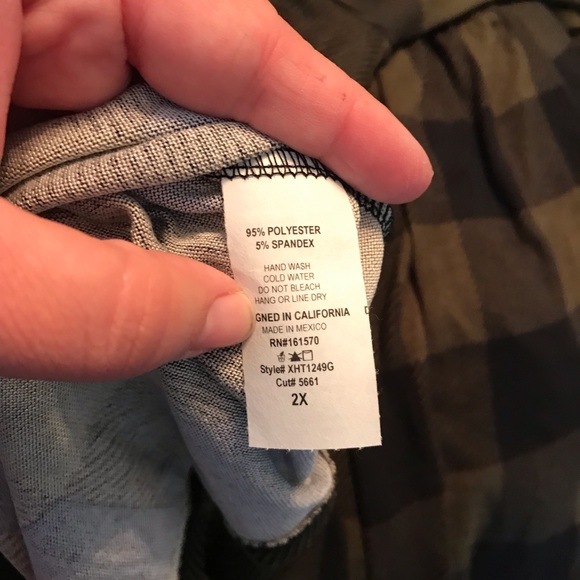 95% POLYESTER
5% SPANDEX
HAND WASH
COLD WATER
DO NOT BLEACH
HANG OR LINE DRY
GNED IN CALIFORNIA
MADE IN MEXICO
RN#161570
Style# XHT1249G
Cut# 5661
2X